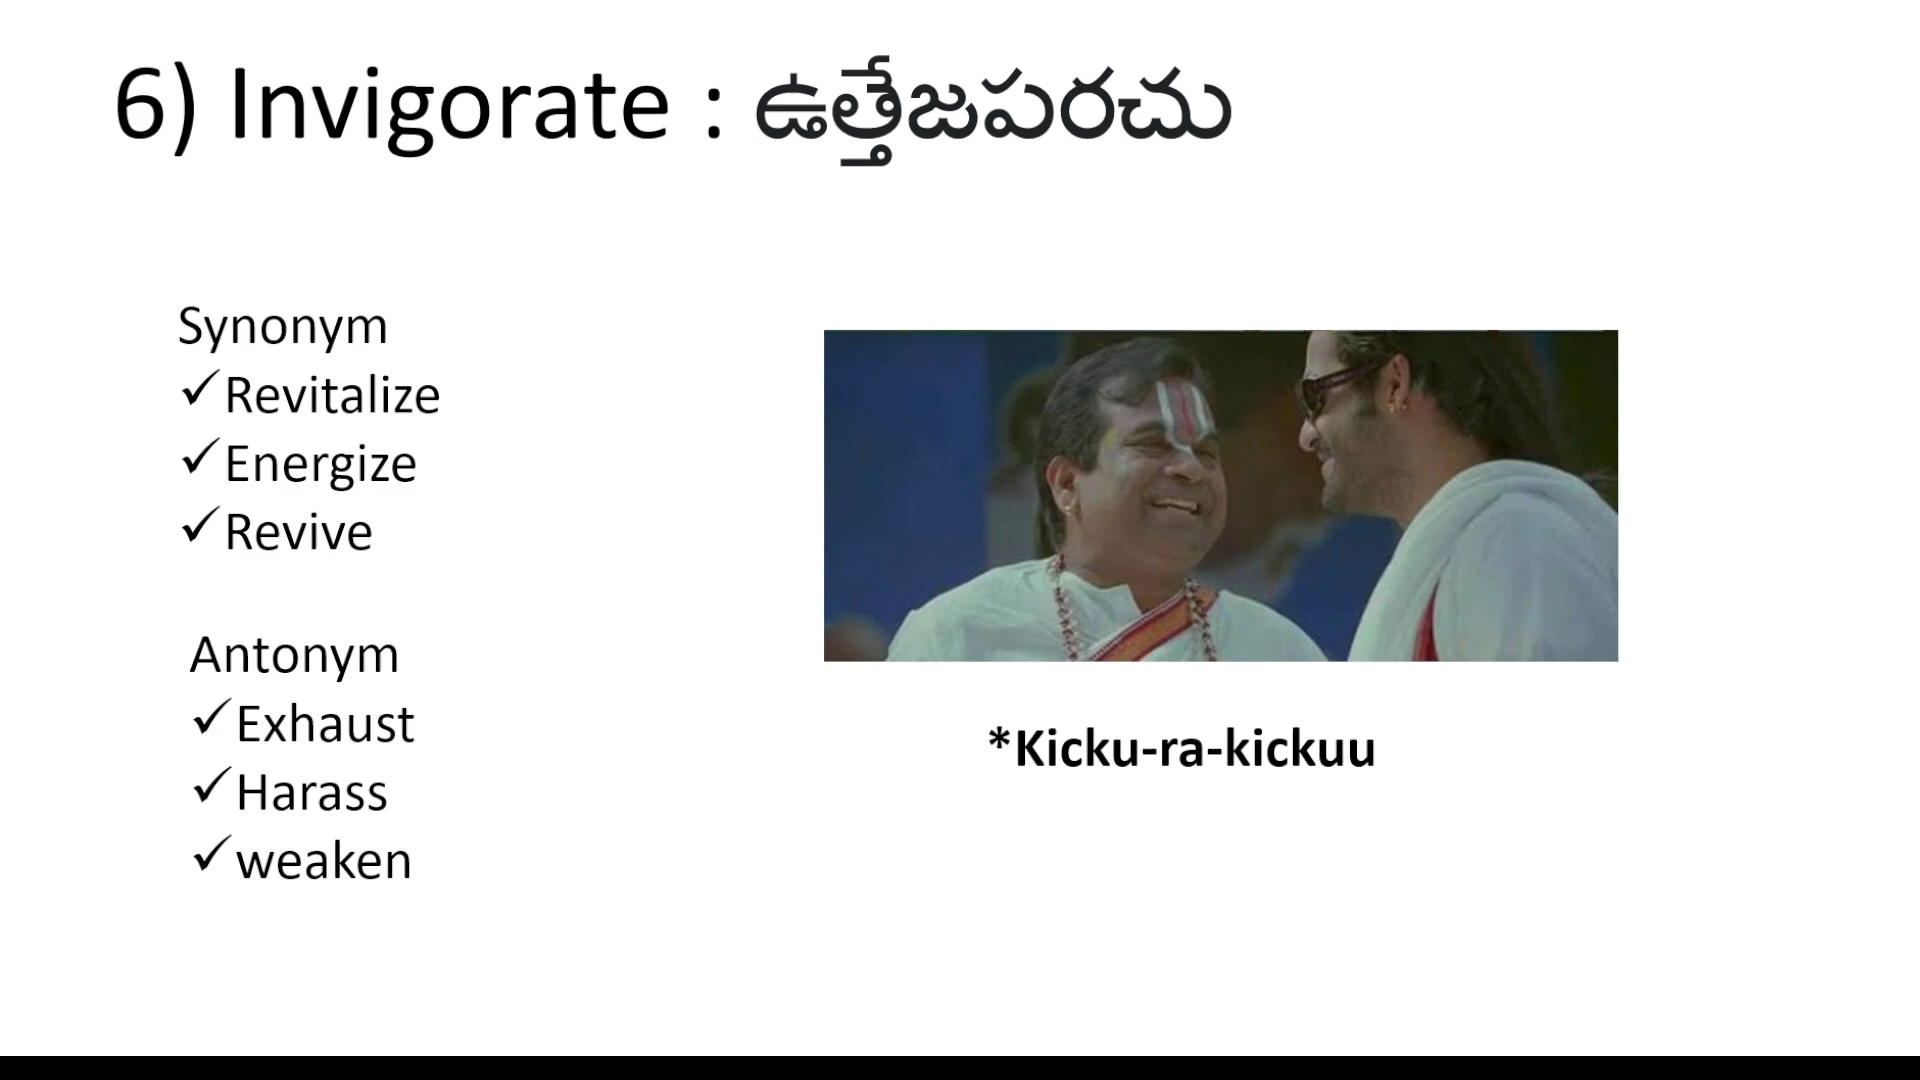 6) Invigorate : ఉత్తేజపరచు
Synonym
✓Revitalize
✓Energize
✓Revive
Antonym
✓Exhaust
✓Harass
✓weaken
*Kicku-ra-kickuu